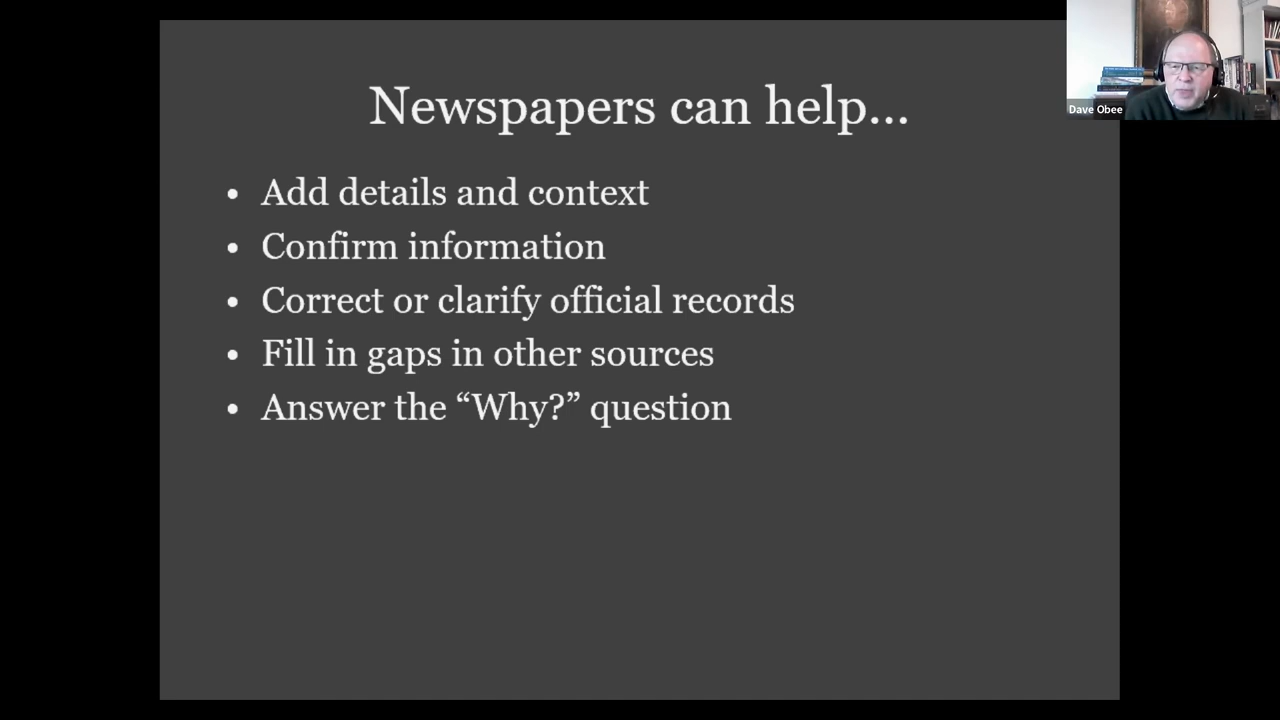 Newspapers can help...
• Add details and context
• Confirm information
• Correct or clarify official records
• Fill in gaps in other sources
• Answer the “Why?” question
Dave Obee